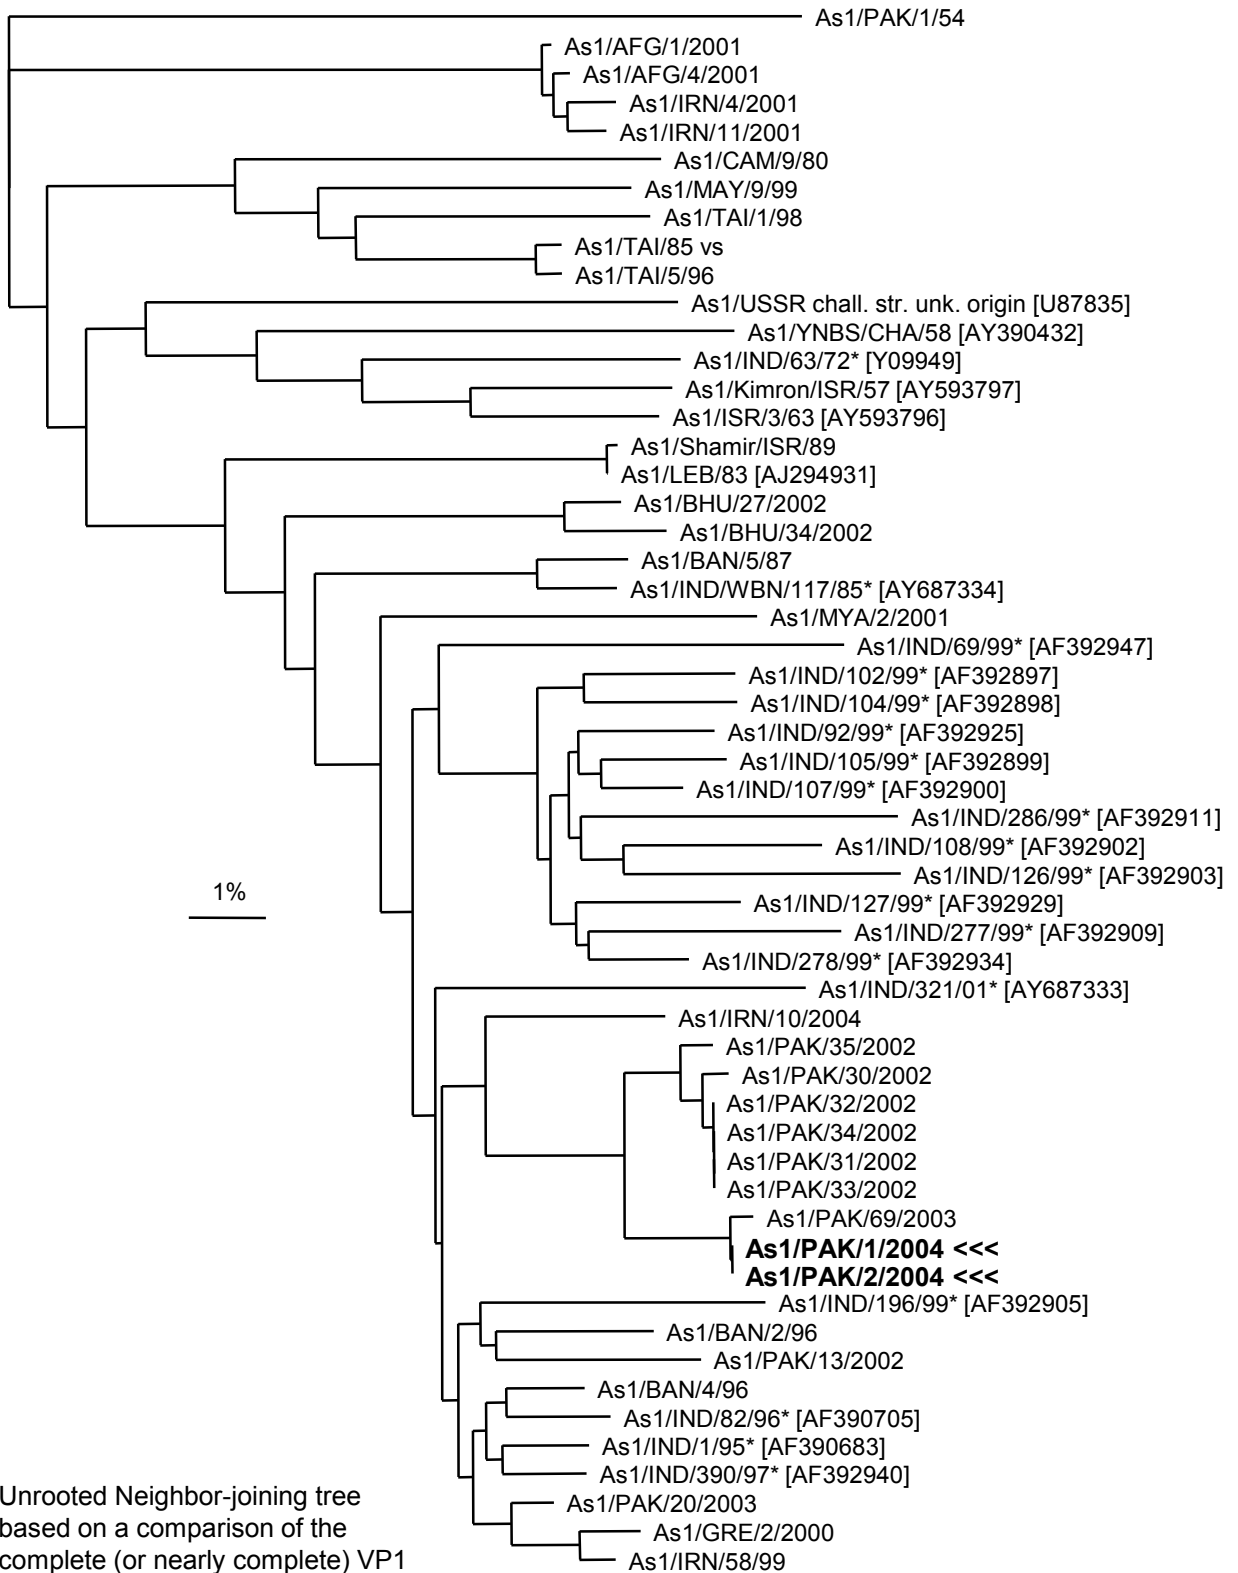 As1/PAK/1/54
As1/AFG/1/2001
As1/AFG/4/2001
As1/IRN/4/2001
As1/IRN/11/2001
As1/CAM/9/80
As1/MAY/9/99
As1/TAI/1/98
As1/TAI/85 vs
As1/TAI/5/96
As1/USSR chall. str. unk. origin [U87835]
As1/YNBS/CHA/58 [AY390432]
As1/IND/63/72* [Y09949]
As1/Kimron/ISR/57 [AY593797]
As1/ISR/3/63 [AY593796]
As1/Shamir/ISR/89
As1/LEB/83 [AJ294931]
As1/BHU/27/2002
As1/BHU/34/2002
As1/BAN/5/87
As1/IND/WBN/117/85* [AY687334]
As1/MYA/2/2001
As1/IND/69/99* [AF392947]
As1/IND/102/99* [AF392897]
As1/IND/104/99* [AF392898]
As1/IND/92/99* [AF392925]
As1/IND/105/99* [AF392899]
As1/IND/107/99* [AF392900]
As1/IND/286/99* [AF392911]
As1/IND/108/99* [AF392902]
As1/IND/126/99* [AF392903]
1%
As1/IND/127/99* [AF392929]
As1/IND/277/99* [AF392909]
As1/IND/278/99* [AF392934]
As1/IND/321/01* [AY687333]
As1/IRN/10/2004
As1/PAK/35/2002
As1/PAK/30/2002
As1/PAK/32/2002
As1/PAK/34/2002
As1/PAK/31/2002
As1/PAK/33/2002
As1/PAK/69/2003
As1/PAK/1/2004 <<<
As1/PAK/2/2004 <<<
As1/IND/196/99* [AF392905]
As1/BAN/2/96
As1/PAK/13/2002
As1/BAN/4/96
As1/IND/82/96* [AF390705]
As1/IND/1/95* [AF390683]
As1/IND/390/97* [AF392940]
As1/PAK/20/2003
As1/GRE/2/2000
As1/IRN/58/99
Unrooted Neighbor-joining tree
based on a comparison of the
complete (or nearly complete) VP1